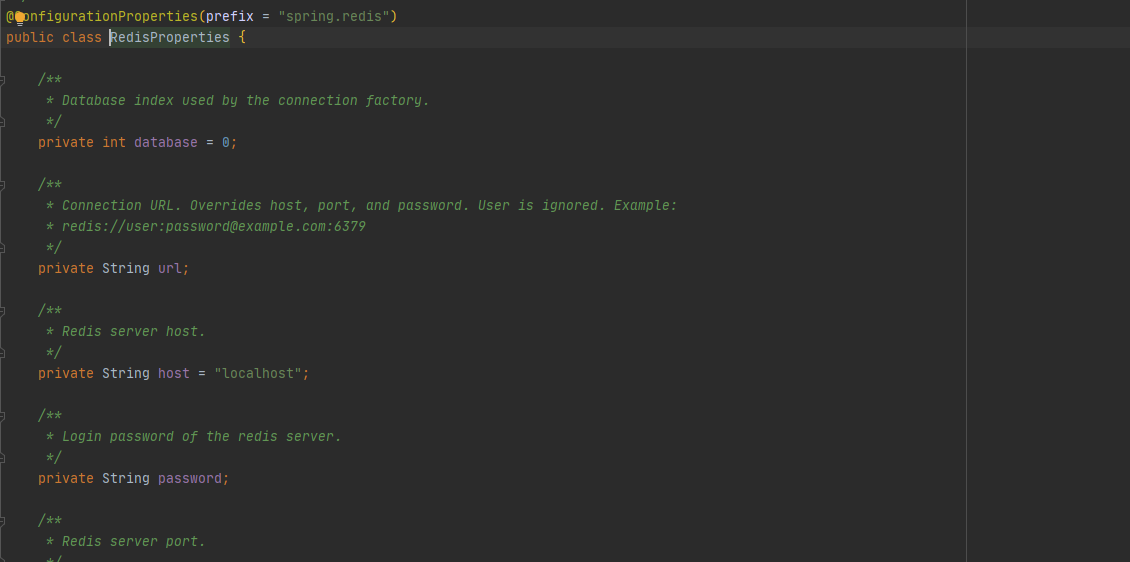 @ConfigurationProperties(prefix = "spring.redis")
public class RedisProperties {
/**
* Database index used by the connection factory.
*/
private int database = 0;
/**
* Connection URL. Overrides host, port, and password. User is ignored. Example:
* redis://user:password@example.com:6379
*/
private String url;
/**
* Redis server host.
*/
private String host = "localhost";
/**
* Login password of the redis server.
*/
private String password;
/**
* Redis server port.
*/